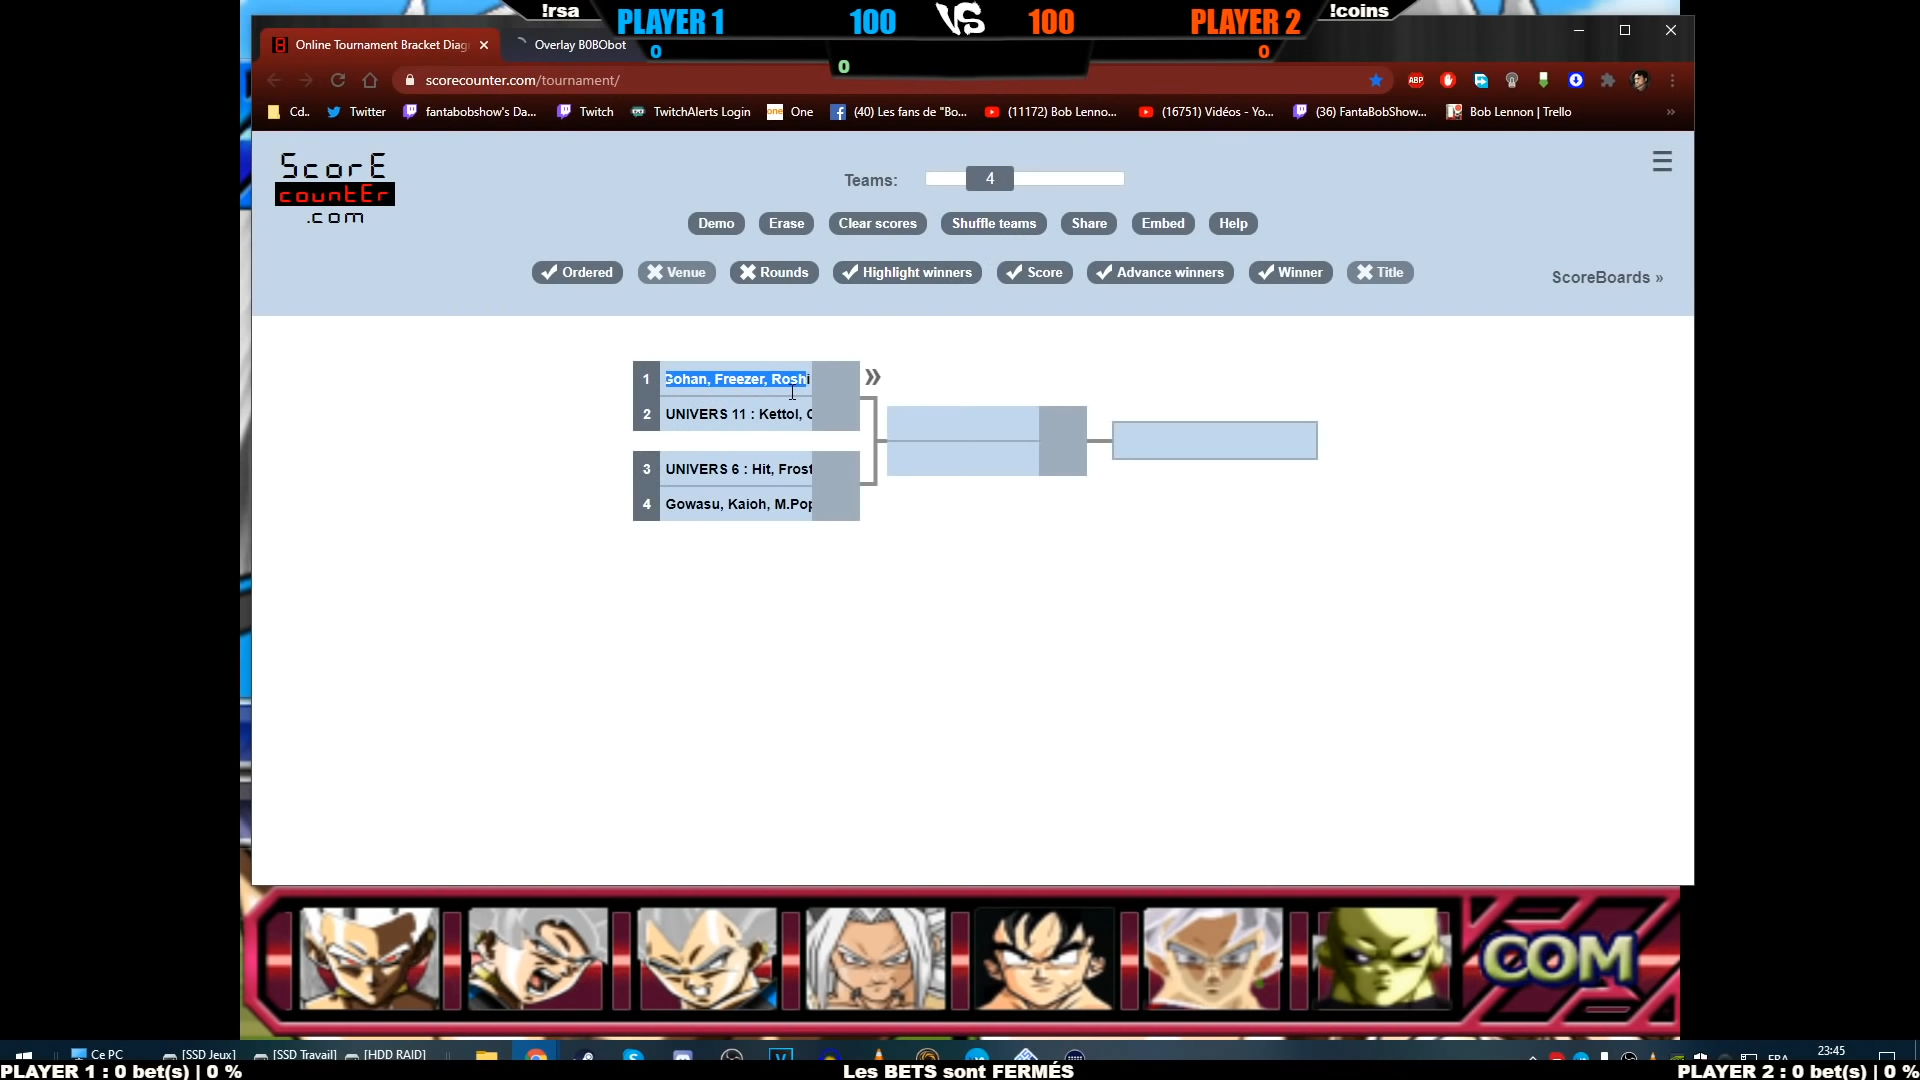 !rsa PLAYER 1 100 VS 100 PLAYER 2 !coins
0 0 0
Online Tournament Bracket Diag Overlay B0BObot
scorecounter.com/tournament/
ABP
Cd.. Twitter fantabobshow's Da... Twitch TwitchAlerts Login One (40) Les fans de "Bo... (11172) Bob Lenno... (16751) Vidéos - Yo... (36) FantaBobShow... Bob Lennon | Trello »
ScorE
countEr
.com
Teams: 4
Demo Erase Clear scores Shuffle teams Share Embed Help
Ordered Venue Rounds Highlight winners Score Advance winners Winner Title
ScoreBoards »
1 Gohan, Freezer, Roshi »
2 UNIVERS 11 : Kettol,
3 UNIVERS 6 : Hit, Frost
4 Gowasu, Kaioh, M.Pop
COM
Ce PC [SSD Jeux] [SSD Travail] [HDD RAID] FRA 23:45
PLAYER 1 : 0 bet(s) | 0 % Les BETS sont FERMÉS PLAYER 2 : 0 bet(s) | 0 %